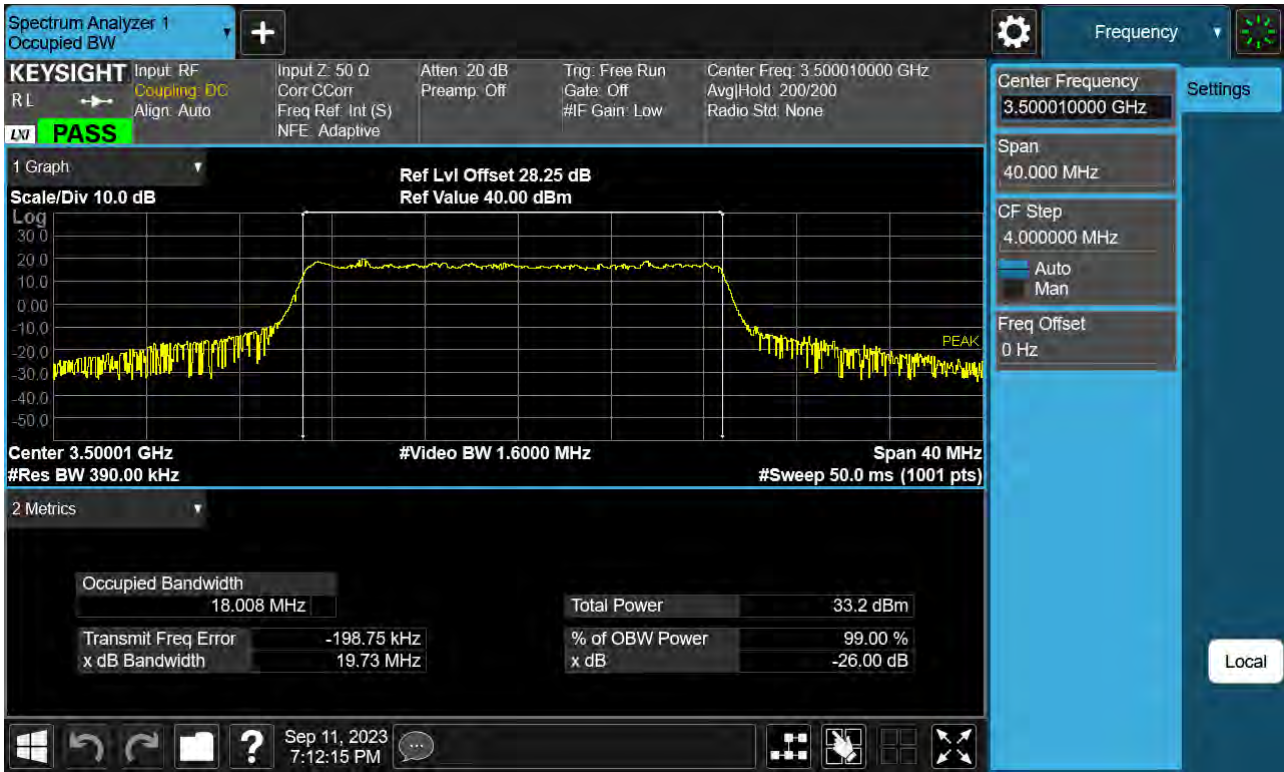 Spectrum Analyzer 1
Occupied BW
+
Frequency
KEYSIGHT
RL
LXI PASS
Input: RF
Coupling: DC
Align: Auto
Input Z: 50 Ω
Corr CCorr
Freq Ref: Int (S)
NFE: Adaptive
Atten: 20 dB
Preamp: Off
Trig: Free Run
Gate: Off
#IF Gain: Low
Center Freq: 3.500010000 GHz
Avg|Hold: 200/200
Radio Std: None
Center Frequency
3.500010000 GHz
Settings
Span
40.000 MHz
CF Step
4.000000 MHz
Auto
Man
Freq Offset
0 Hz
Local
1 Graph
Scale/Div 10.0 dB
Ref Lvl Offset 28.25 dB
Ref Value 40.00 dBm
Log
30.0
20.0
10.0
0.00
-10.0
-20.0
-30.0
-40.0
-50.0
PEAK
Center 3.50001 GHz
#Video BW 1.6000 MHz
Span 40 MHz
#Res BW 390.00 kHz
#Sweep 50.0 ms (1001 pts)
2 Metrics
Occupied Bandwidth
18.008 MHz
Total Power 33.2 dBm
Transmit Freq Error -198.75 kHz
% of OBW Power 99.00 %
x dB Bandwidth 19.73 MHz
x dB -26.00 dB
?
Sep 11, 2023
7:12:15 PM